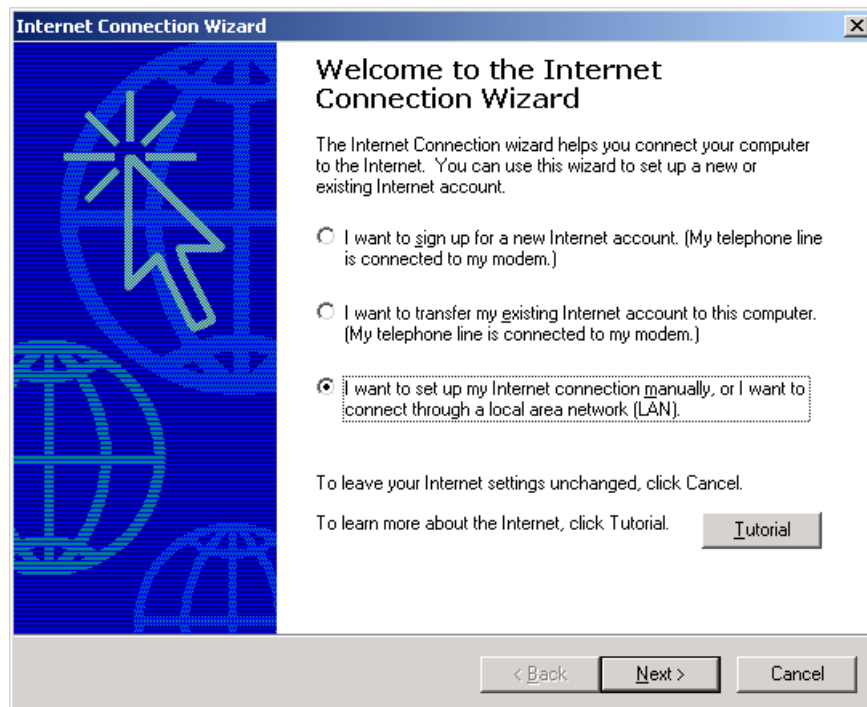 Internet Connection Wizard
Welcome to the Internet
Connection Wizard
The Internet Connection wizard helps you connect your computer
to the Internet. You can use this wizard to set up a new or
existing Internet account.
I want to sign up for a new Internet account. (My telephone line
is connected to my modem.)
I want to transfer my existing Internet account to this computer.
(My telephone line is connected to my modem.)
I want to set up my Internet connection manually, or I want to
connect through a local area network (LAN).
To leave your Internet settings unchanged, click Cancel.
To learn more about the Internet, click Tutorial.
Tutorial
< Back
Next >
Cancel